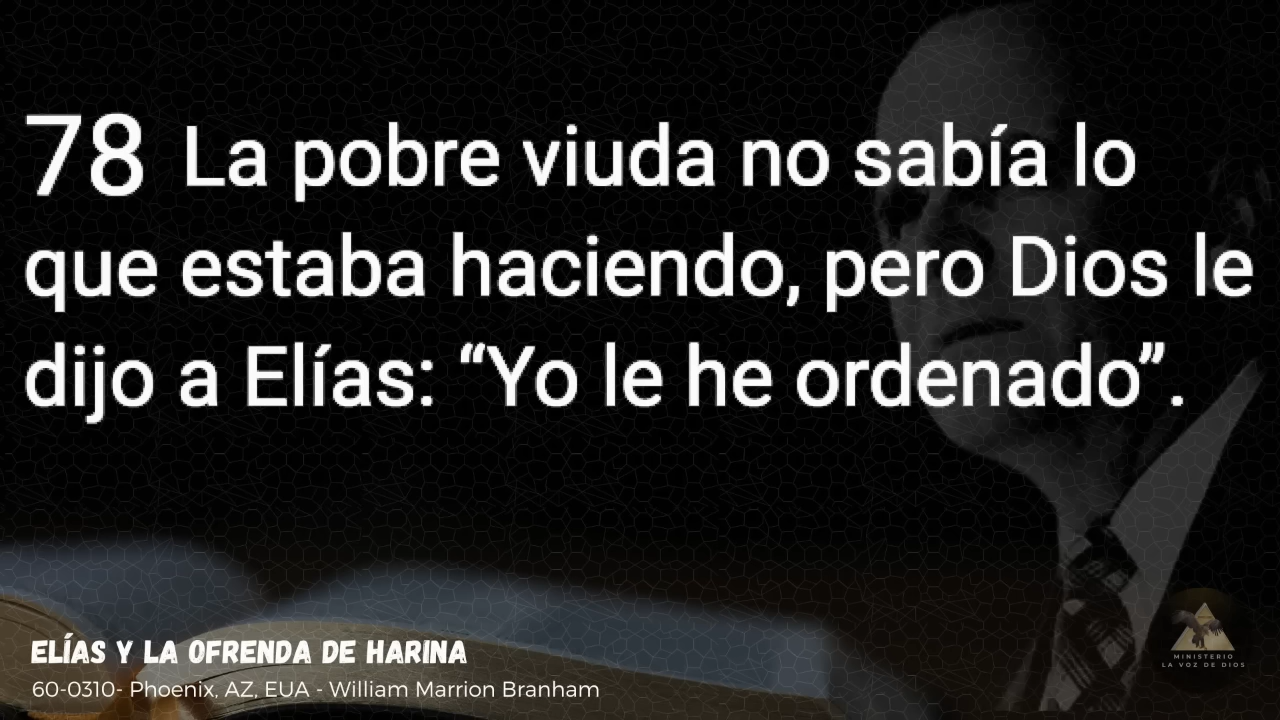 78 La pobre viuda no sabía lo
que estaba haciendo, pero Dios le
dijo a Elías: “Yo le he ordenado”.
ELÍAS Y LA OFRENDA DE HARINA
60-0310- Phoenix, AZ, EUA - William Marrion Branham
MINISTERIO
LA VOZ DE DIOS